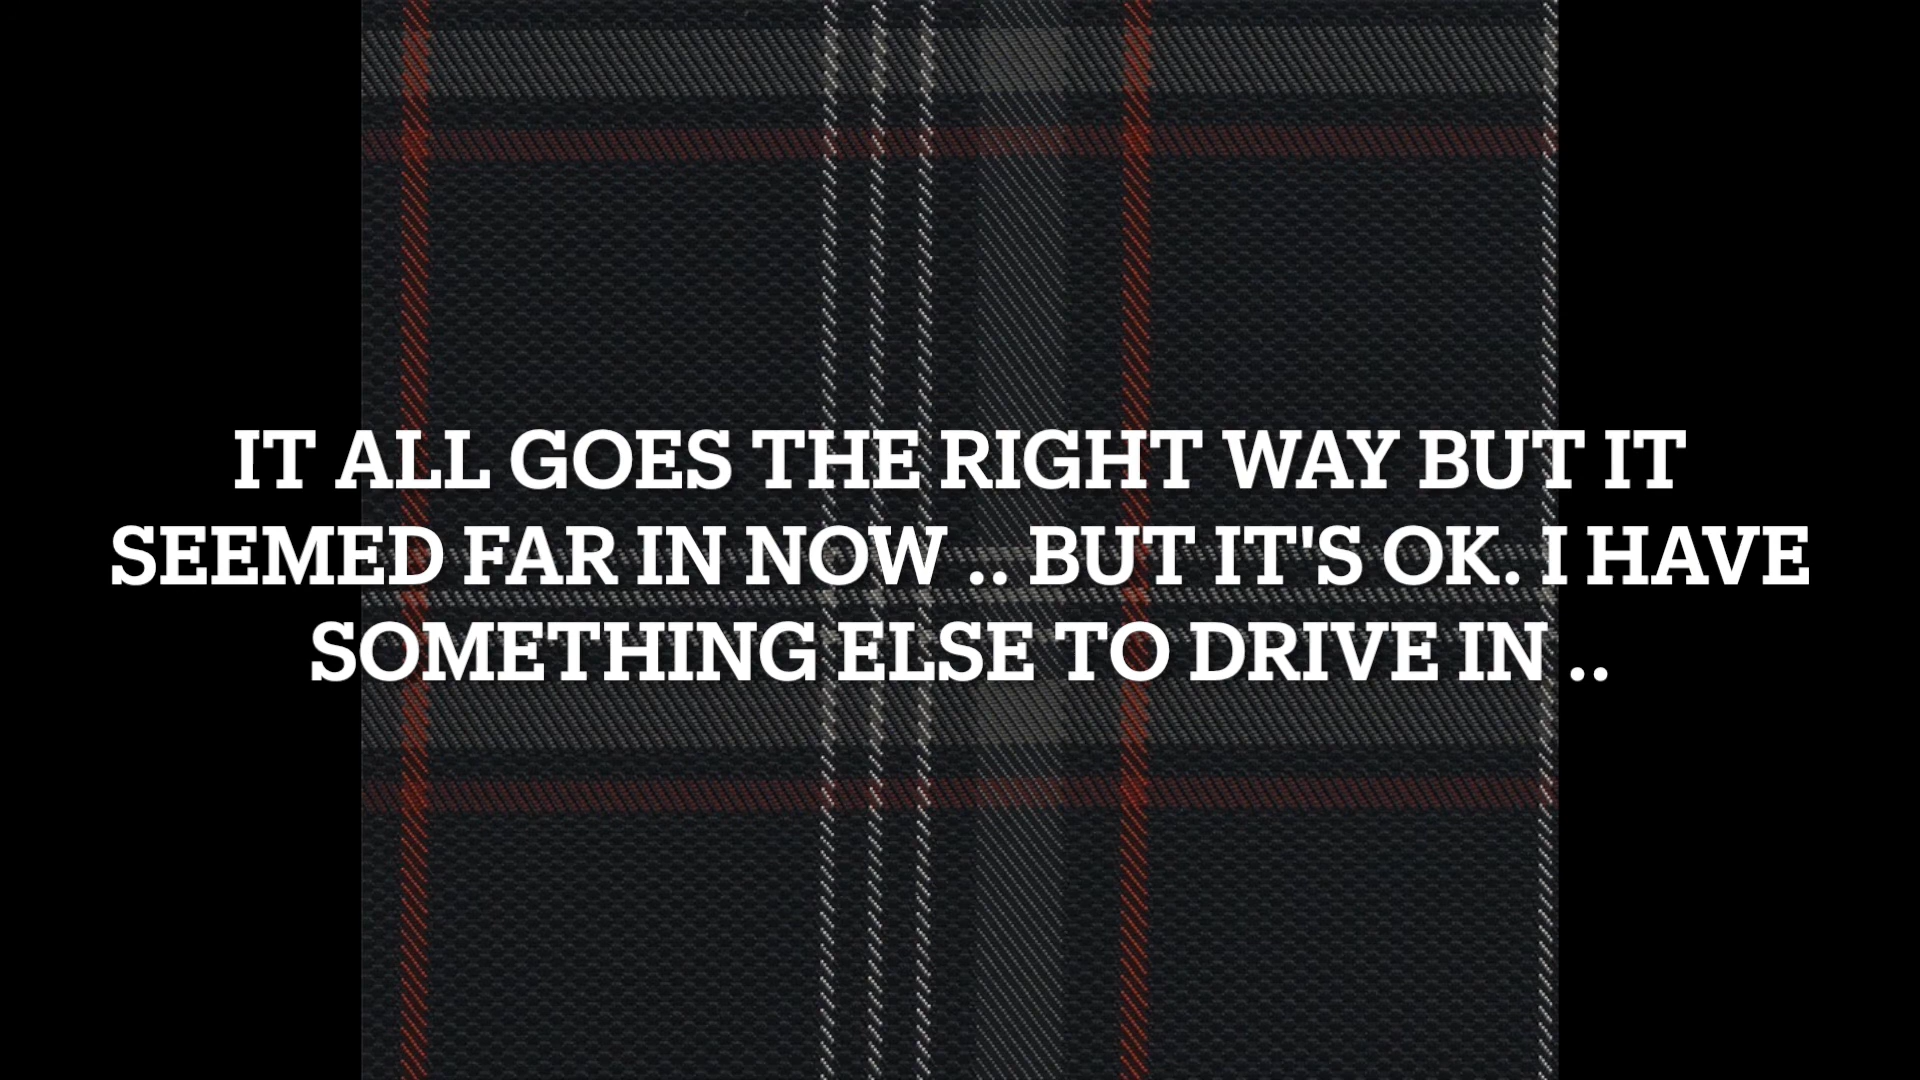 IT ALL GOES THE RIGHT WAY BUT IT
SEEMED FAR IN NOW .. BUT IT'S OK. I HAVE
SOMETHING ELSE TO DRIVE IN ..